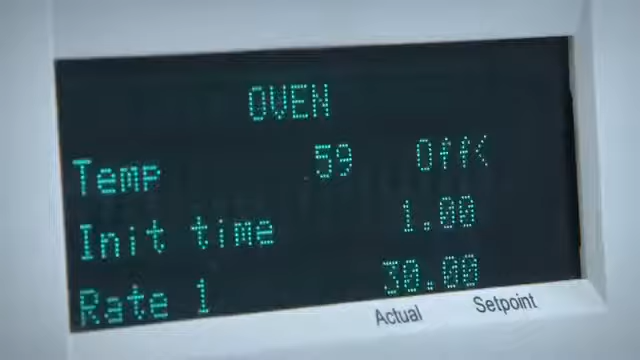 OVEN
Temp 59 Off<
Init time 1.00
Rate 1 30.00
Actual Setpoint